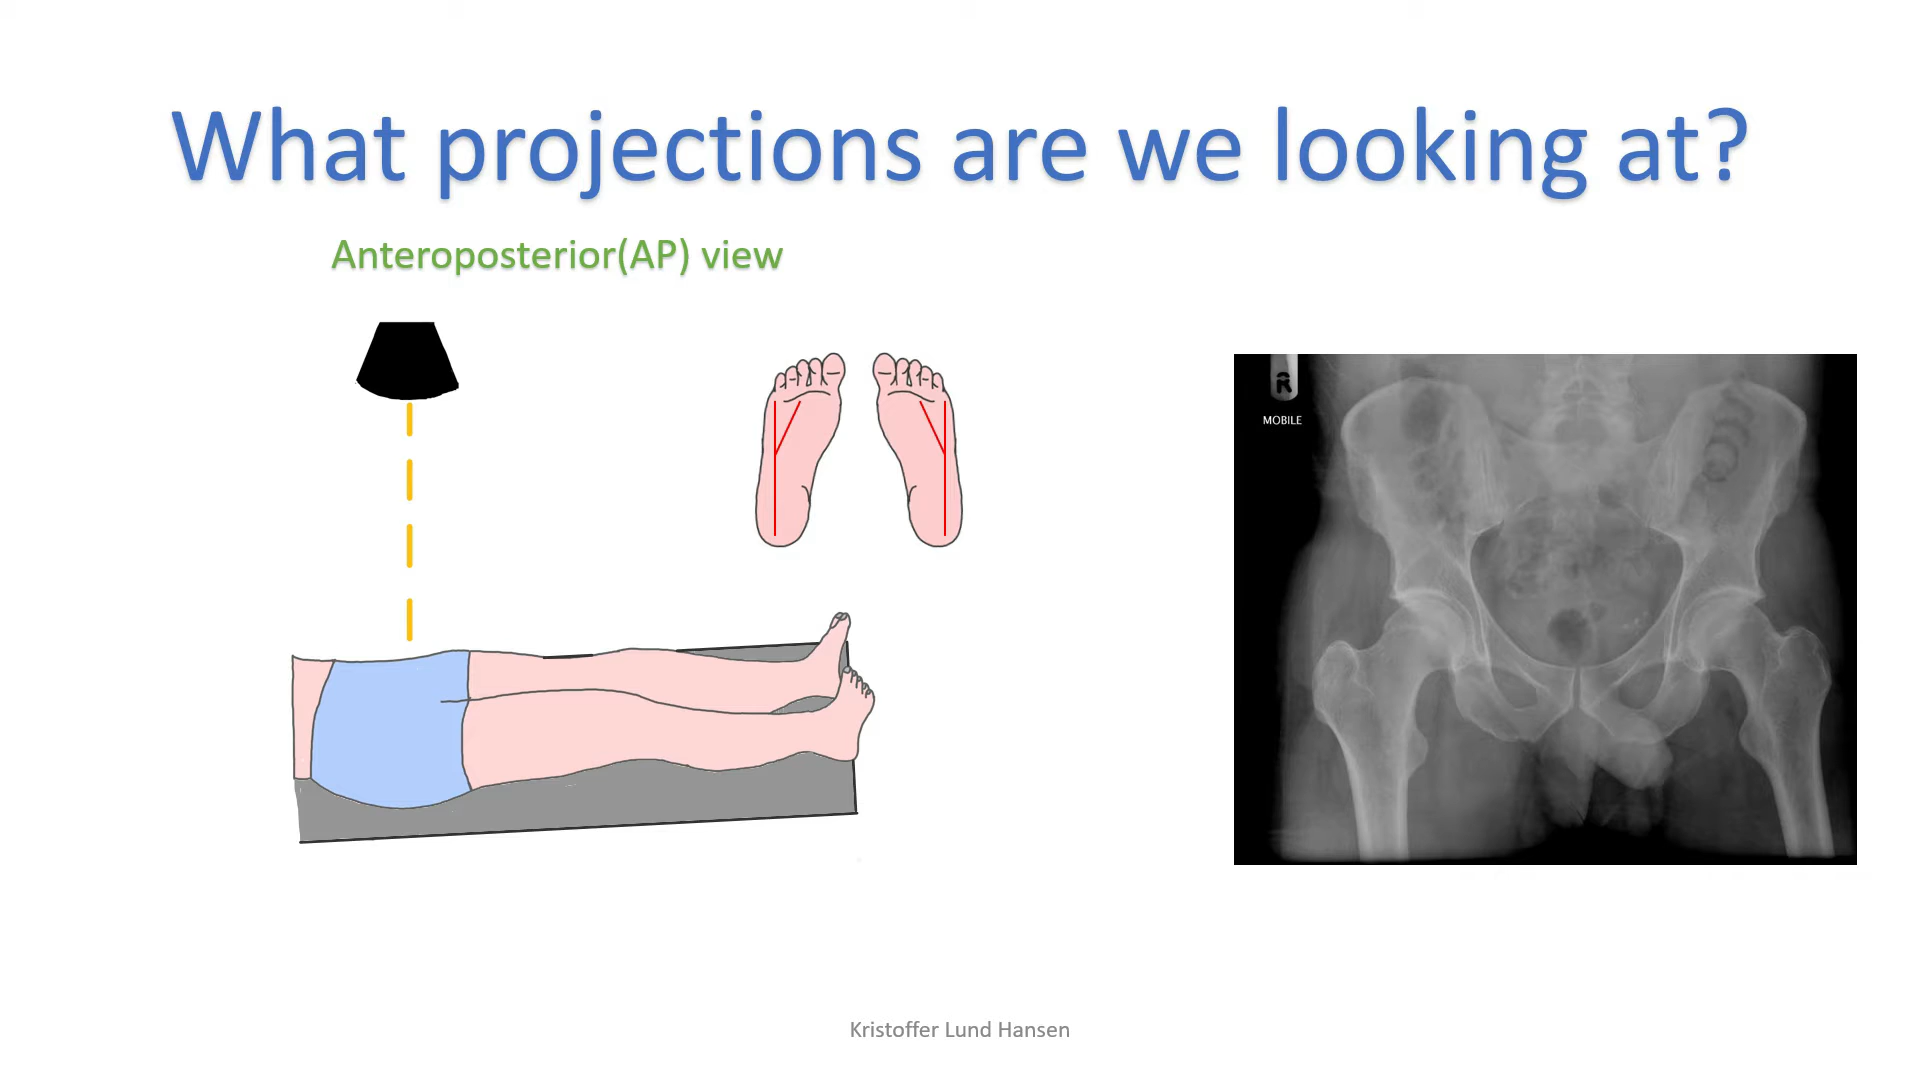 What projections are we looking at?
Anteroposterior(AP) view
R
MOBILE
Kristoffer Lund Hansen